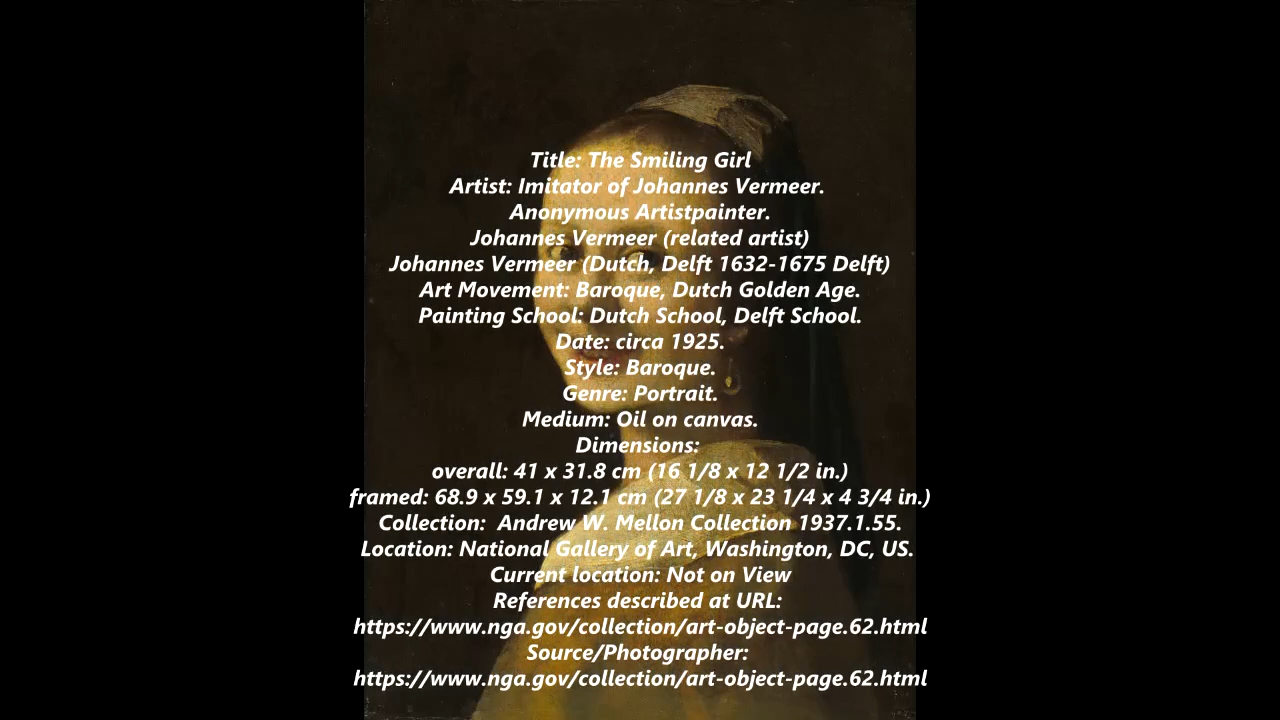 Title: The Smiling Girl
Artist: Imitator of Johannes Vermeer.
Anonymous Artistpainter.
Johannes Vermeer (related artist)
Johannes Vermeer (Dutch, Delft 1632-1675 Delft)
Art Movement: Baroque, Dutch Golden Age.
Painting School: Dutch School, Delft School.
Date: circa 1925.
Style: Baroque.
Genre: Portrait.
Medium: Oil on canvas.
Dimensions:
overall: 41 x 31.8 cm (16 1/8 x 12 1/2 in.)
framed: 68.9 x 59.1 x 12.1 cm (27 1/8 x 23 1/4 x 4 3/4 in.)
Collection:  Andrew W. Mellon Collection 1937.1.55.
Location: National Gallery of Art, Washington, DC, US.
Current location: Not on View
References described at URL:
https://www.nga.gov/collection/art-object-page.62.html
Source/Photographer:
https://www.nga.gov/collection/art-object-page.62.html